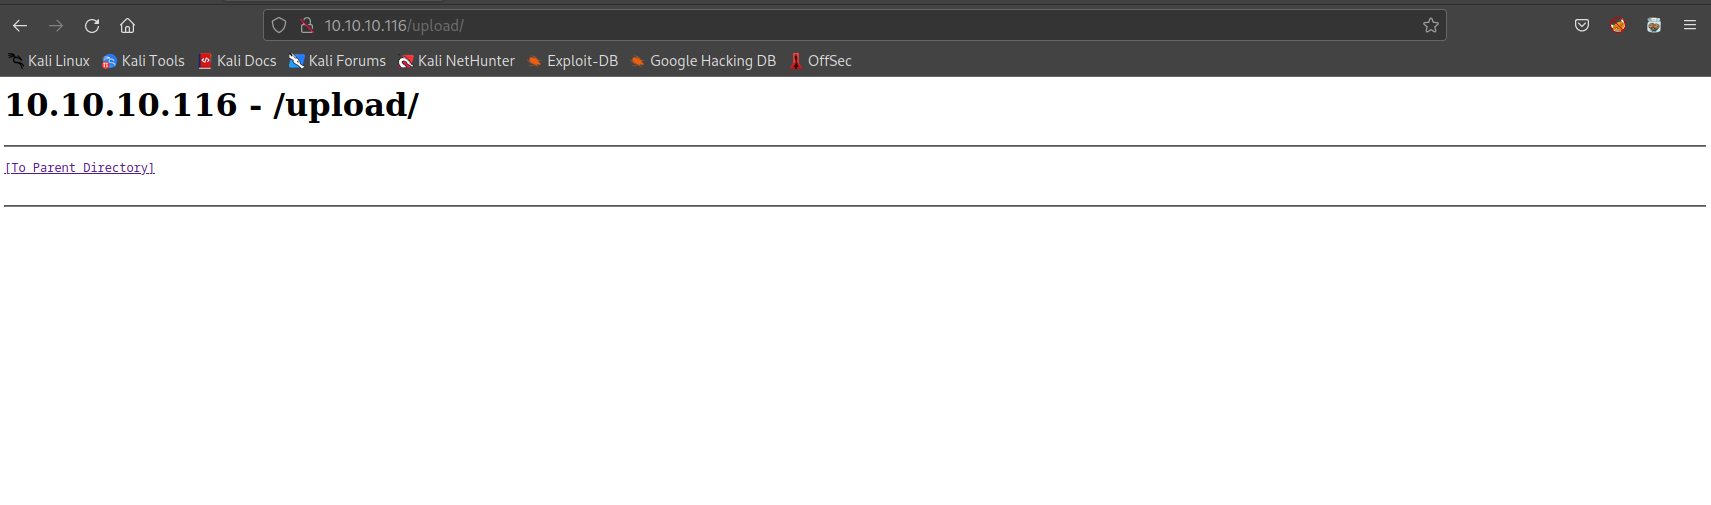 10.10.10.116/upload/
Kali Linux Kali Tools Kali Docs Kali Forums Kali NetHunter Exploit-DB Google Hacking DB OffSec
10.10.10.116 - /upload/
[To Parent Directory]